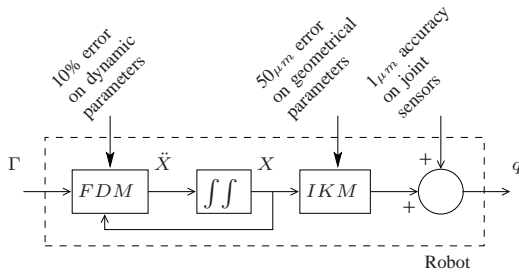 10% error
on dynamic
parameters
50μm error
on geometrical
parameters
1μm accuracy
on joint
sensors
Γ
FDM
Ẍ
∫∫
X
IKM
+
+
q
Robot